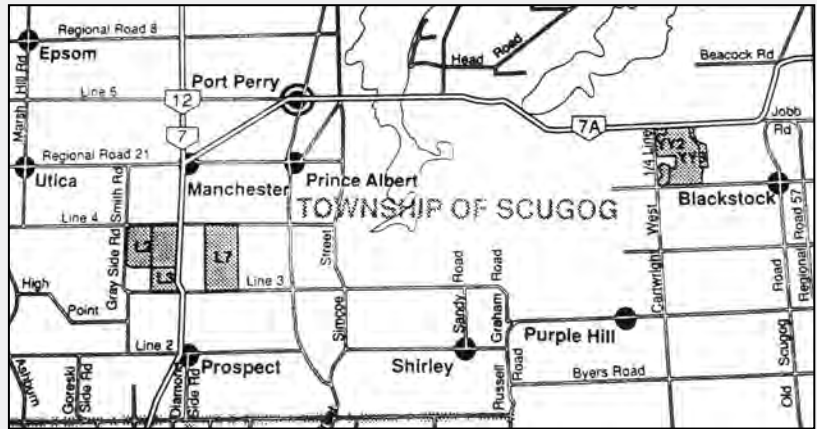 Regional Road 8
Epsom
Marsh Hill Rd
Line 6
Port Perry
12
7
Head Road
Beacock Rd
7A
Jobb Rd
Regional Road 21
Utica
Manchester
Prince Albert
TOWNSHIP OF SCUGOG
1/4 Line
YY2
Blackstock
Line 4
Smith Rd
Gray Side Rd
L2
L3
L7
Line 3
Simcoe Street
High Point
Line 2
Prospect
Sandy Road
Graham Road
Shirley
Purple Hill
Cartwright West
Regional Road 57
Old Scugog Road
Byers Road
Russell Road
Ashburn
Goreski Side Rd
Diamond Side Rd